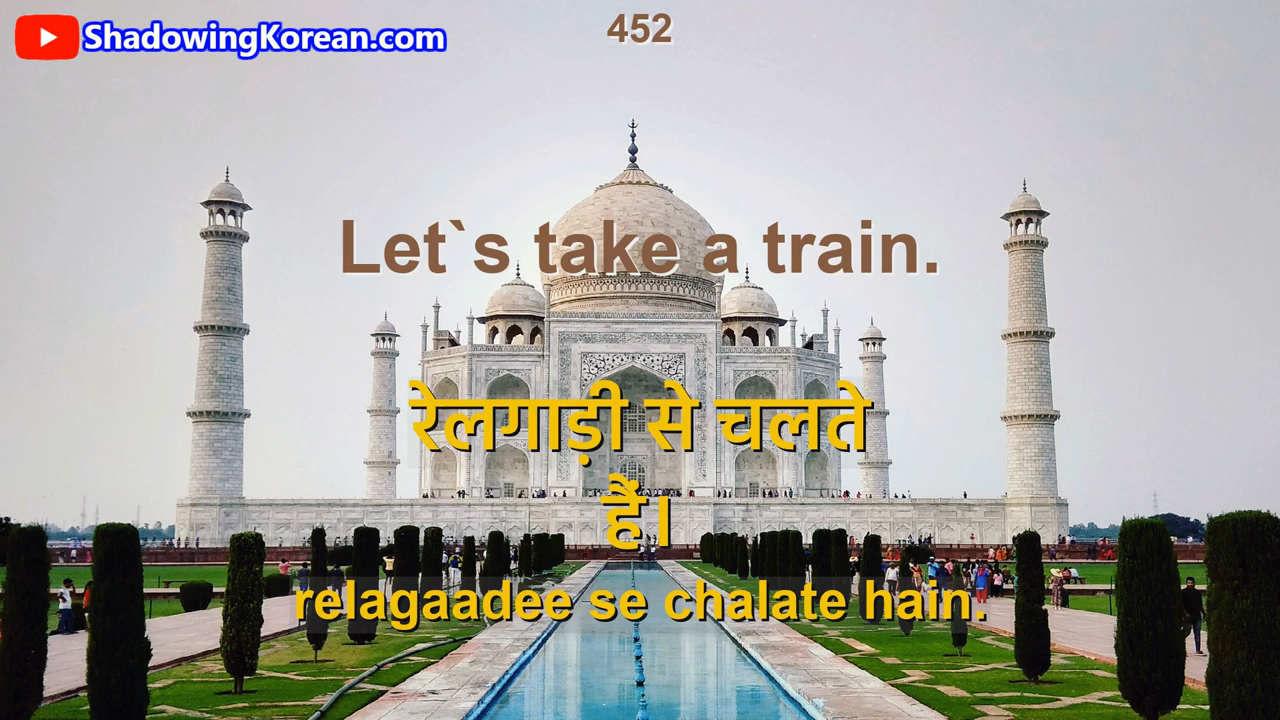 ShadowingKorean.com
452
Let`s take a train.
रेलगाड़ी से चलते
हैं।
relagaadee se chalate hain.